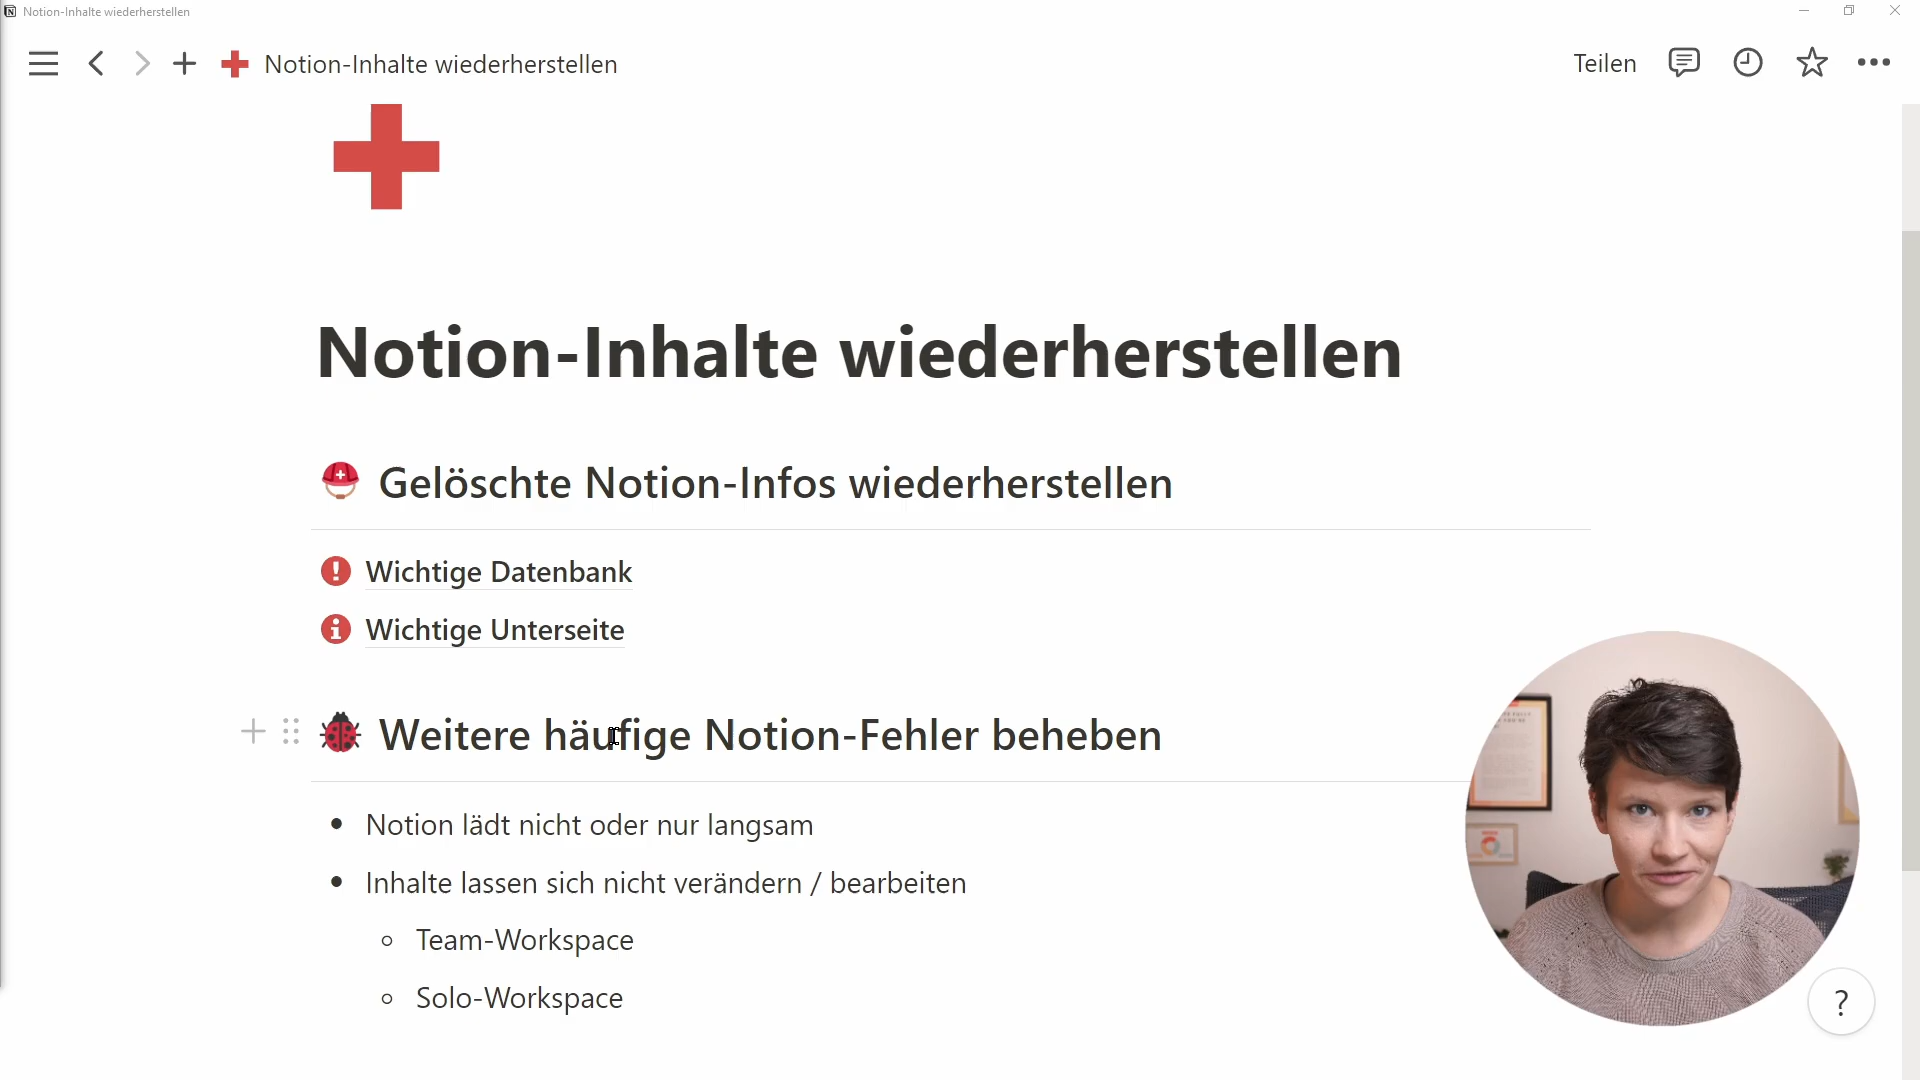 Notion-Inhalte wiederherstellen
Notion-Inhalte wiederherstellen
Teilen
Notion-Inhalte wiederherstellen
Gelöschte Notion-Infos wiederherstellen
Wichtige Datenbank
Wichtige Unterseite
Weitere häufige Notion-Fehler beheben
Notion lädt nicht oder nur langsam
Inhalte lassen sich nicht verändern / bearbeiten
Team-Workspace
Solo-Workspace
?